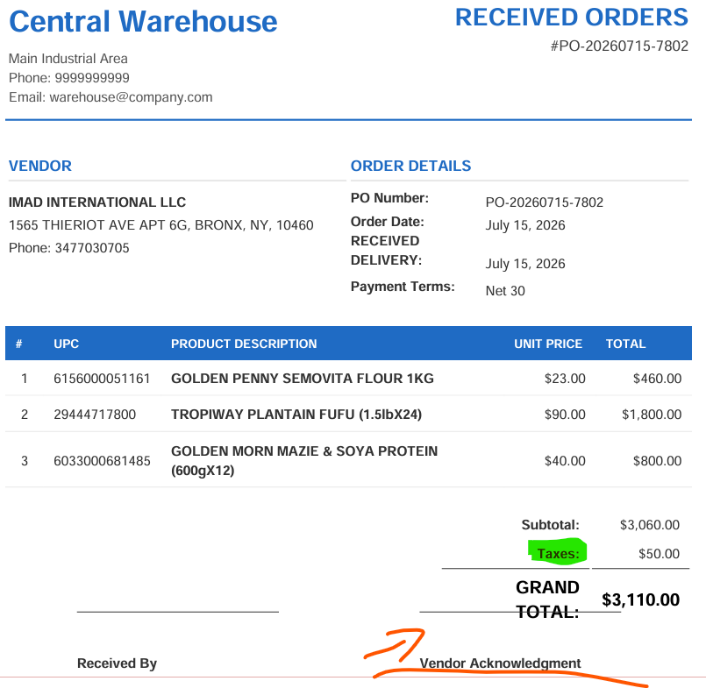 Central Warehouse
RECEIVED ORDERS
#PO-20260715-7802
Main Industrial Area
Phone: 9999999999
Email: warehouse@company.com
VENDOR
IMAD INTERNATIONAL LLC
1565 THIERIOT AVE APT 6G, BRONX, NY, 10460
Phone: 3477030705
ORDER DETAILS
PO Number: PO-20260715-7802
Order Date: July 15, 2026
RECEIVED
DELIVERY: July 15, 2026
Payment Terms: Net 30
# UPC PRODUCT DESCRIPTION UNIT PRICE TOTAL
1 6156000051161 GOLDEN PENNY SEMOVITA FLOUR 1KG $23.00 $460.00
2 29444717800 TROPIWAY PLANTAIN FUFU (1.5lbX24) $90.00 $1,800.00
3 6033000681485 GOLDEN MORN MAZIE & SOYA PROTEIN
(600gX12) $40.00 $800.00
Subtotal: $3,060.00
Taxes: $50.00
GRAND
TOTAL: $3,110.00
Received By
Vendor Acknowledgment